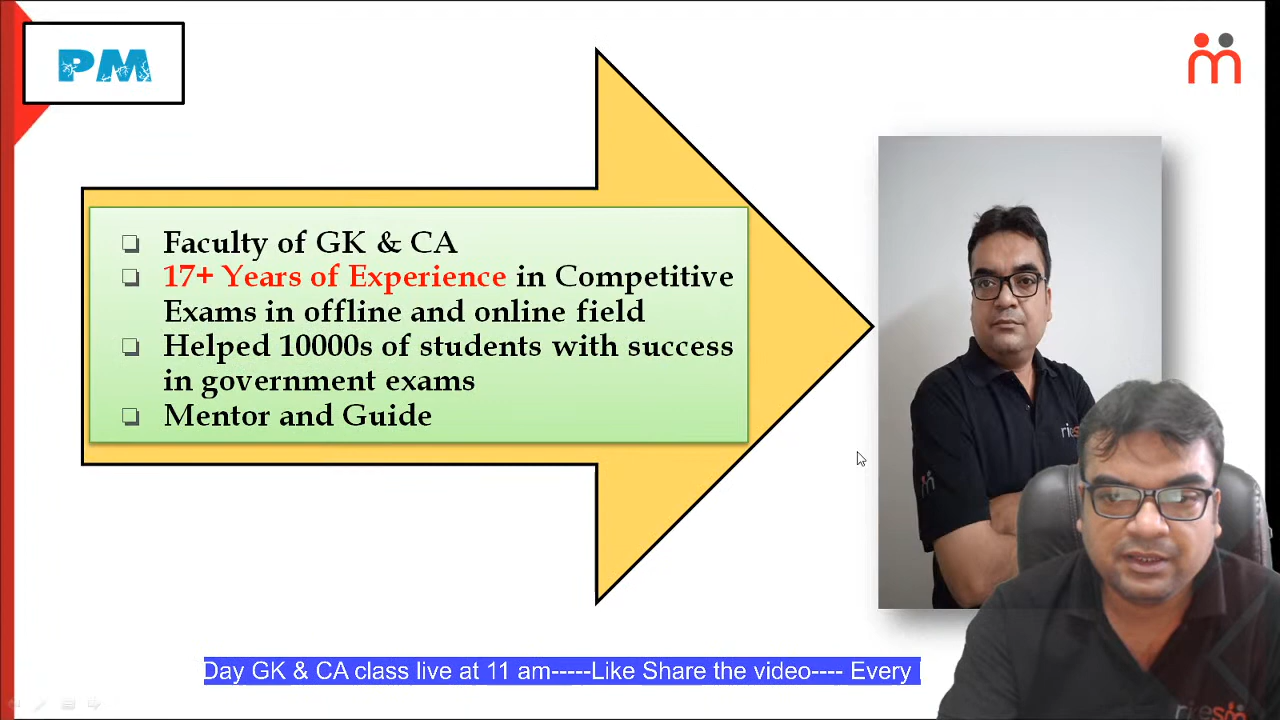 PM
Faculty of GK & CA
17+ Years of Experience in Competitive
Exams in offline and online field
Helped 10000s of students with success
in government exams
Mentor and Guide
Day GK & CA class live at 11 am-----Like Share the video---- Every